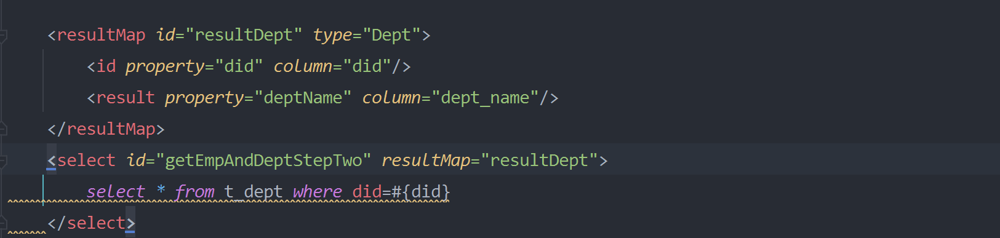 <resultMap id="resultDept" type="Dept">
<id property="did" column="did"/>
<result property="deptName" column="dept_name"/>
</resultMap>
<select id="getEmpAndDeptStepTwo" resultMap="resultDept">
select * from t_dept where did=#{did}
</select>